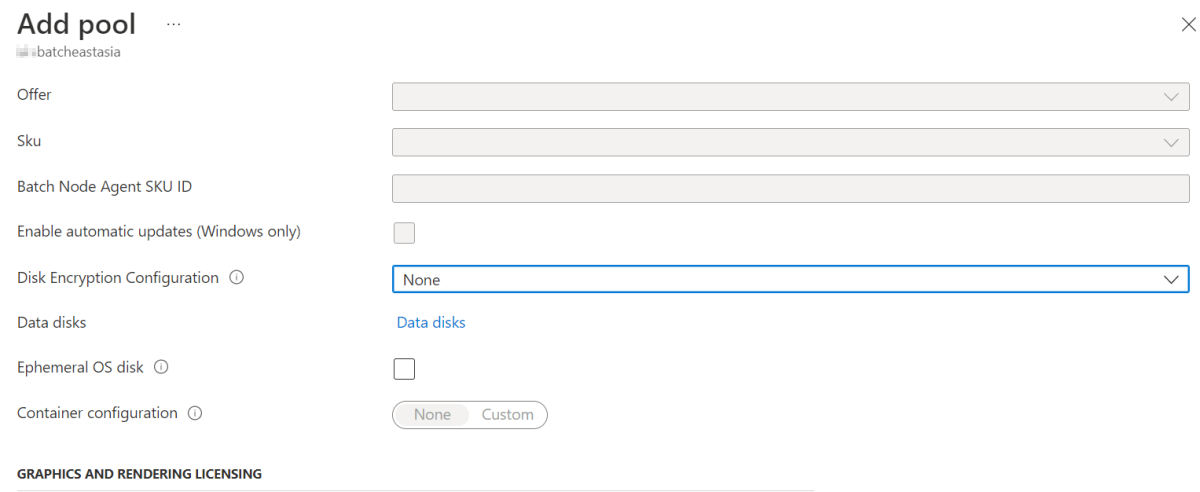 Add pool ...
batcheastasia
Offer
Sku
Batch Node Agent SKU ID
Enable automatic updates (Windows only)
Disk Encryption Configuration
None
Data disks
Data disks
Ephemeral OS disk
Container configuration
None Custom
GRAPHICS AND RENDERING LICENSING